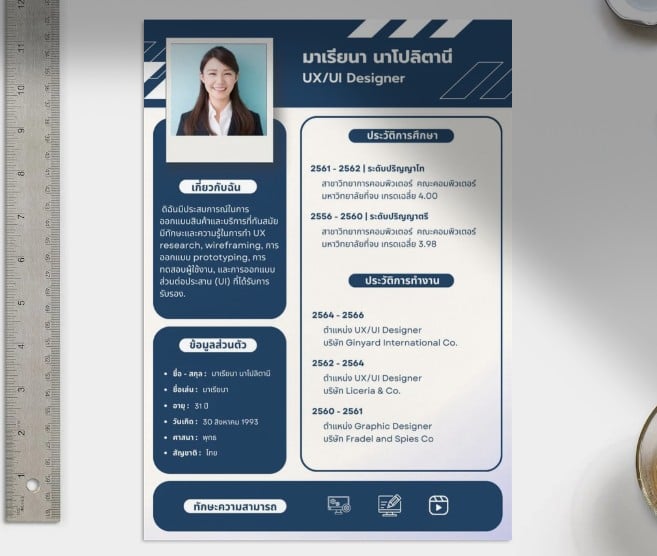 มาเรียนา นาโปลิตานี
UX/UI Designer
เกี่ยวกับฉัน
ดิฉันมีประสบการณ์ในการ
ออกแบบสินค้าและบริการที่ทันสมัย
มีทักษะและความรู้ในการทำ UX
research, wireframing, การ
ออกแบบ prototyping, การ
ทดสอบผู้ใช้งาน, และการออกแบบ
ส่วนต่อประสาน (UI) ที่ได้รับการ
รับรอง.
ข้อมูลส่วนตัว
• ชื่อ - สกุล : มาเรียนา นาโปลิตานี
• ชื่อเล่น : มาเรียนา
• อายุ : 31 ปี
• วันเกิด : 30 สิงหาคม 1993
• ศาสนา : พุทธ
• สัญชาติ : ไทย
ประวัติการศึกษา
2561 - 2562 | ระดับปริญญาโท
สาขาวิทยาการคอมพิวเตอร์ คณะคอมพิวเตอร์
มหาวิทยาลัยที่จบ เกรดเฉลี่ย 4.00
2556 - 2560 | ระดับปริญญาตรี
สาขาวิทยาการคอมพิวเตอร์ คณะคอมพิวเตอร์
มหาวิทยาลัยที่จบ เกรดเฉลี่ย 3.98
ประวัติการทำงาน
2564 - 2566
ตำแหน่ง UX/UI Designer
บริษัท Ginyard International Co.
2562 - 2564
ตำแหน่ง UX/UI Designer
บริษัท Liceria & Co.
2560 - 2561
ตำแหน่ง Graphic Designer
บริษัท Fradel and Spies Co
ทักษะความสามารถ
12
11
10
9
8
7
6
5
4
3
2
1